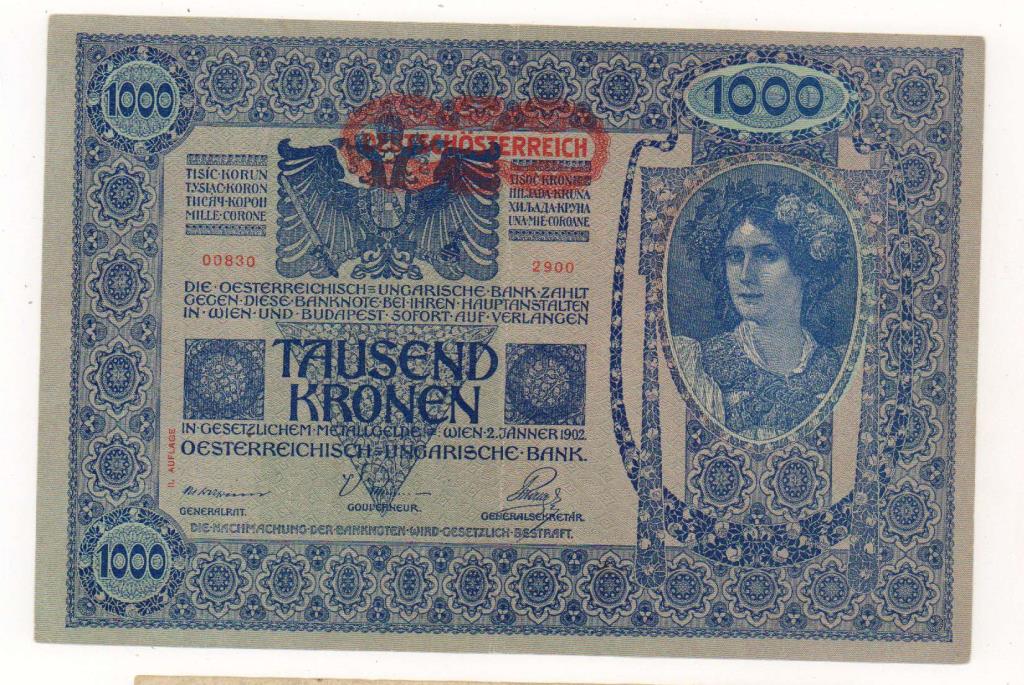 1000
1000
DEUTSCHÖSTERREICH
TISÍC·KORUN
TYSIĄC·KORON
ТИСЯЧ·КОРОН
MILLE·CORONE
TISOČ·KRON
HILJADA·KRUNA
ХИЉАДА·КРУНА
UNA·MIE·COROANE
00830
2900
DIE·OESTERREICHISCH=UNGARISCHE·BANK·ZAHLT
GEGEN·DIESE·BANKNOTE·BEI·IHREN·HAUPTANSTALTEN
IN·WIEN·UND·BUDAPEST·SOFORT·AUF·VERLANGEN
TAUSEND
KRONEN
IN·GESETZLICHEM·METALLGELDE=:WIEN·2.JÄNNER 1902
OESTERREICHISCH=UNGARISCHE·BANK.
II. AUFLAGE
GENERALRAT.
GOUVERNEUR.
GENERALSEKRETÄR.
DIE·NACHMACHUNG·DER·BANKNOTEN·WIRD·GESETZLICH·BESTRAFT.
1000